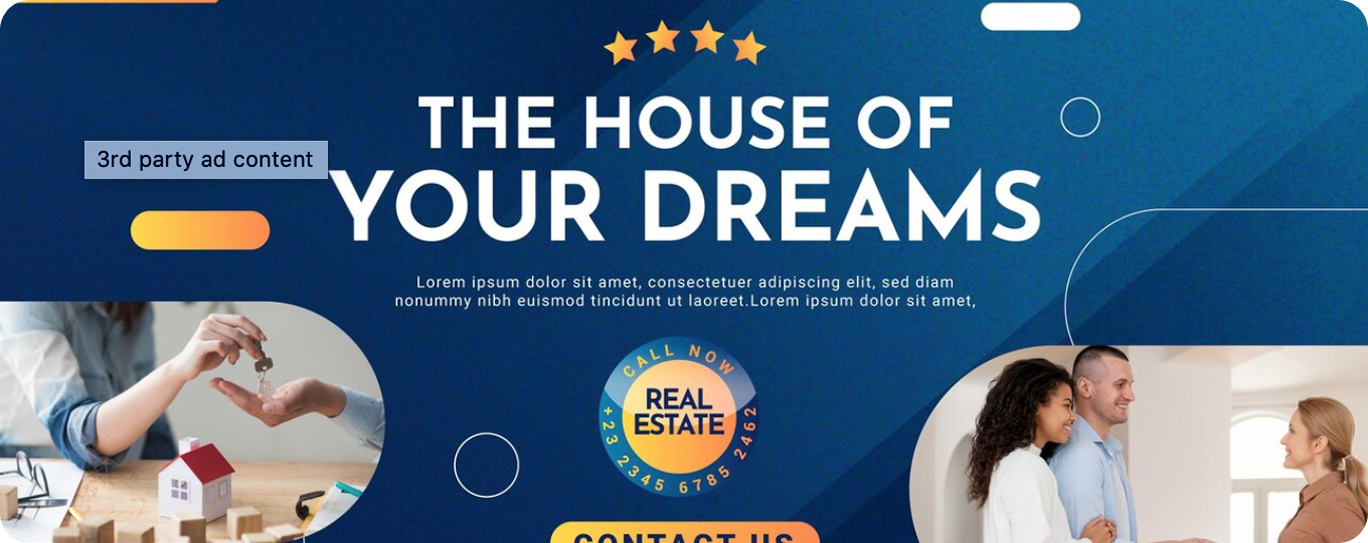 THE HOUSE OF
3rd party ad content
YOUR DREAMS
Lorem ipsum dolor sit amet, consectetuer adipiscing elit, sed diam
nonummy nibh euismod tincidunt ut laoreet.Lorem ipsum dolor sit amet,
CALL NOW
REAL
ESTATE
+23 2345 6785 2462
CONTACT US